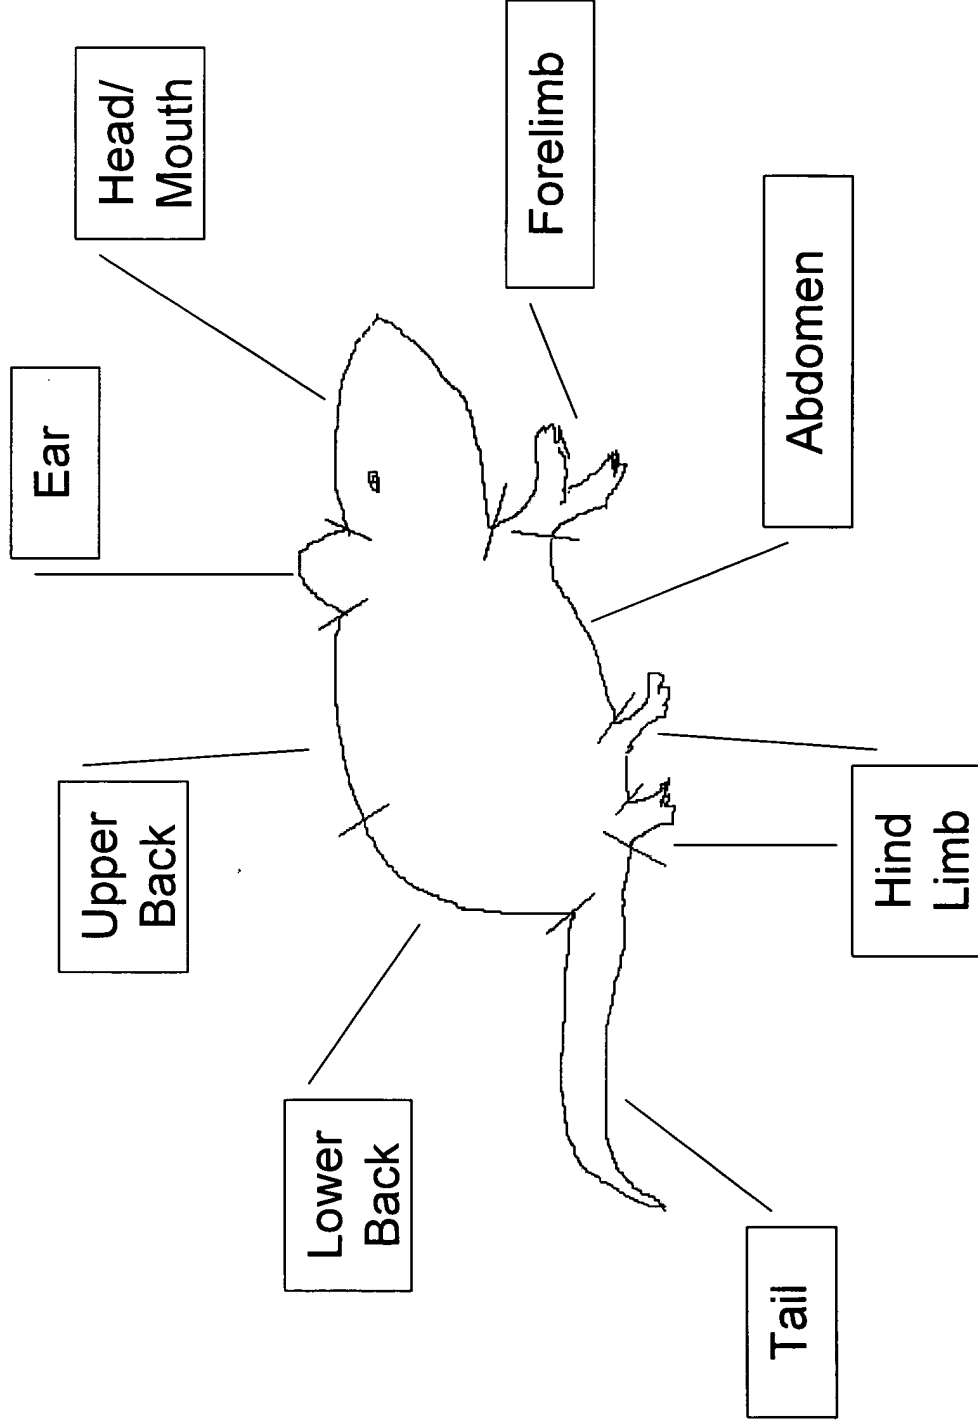 Ear
Head/
Mouth
Upper
Back
Forelimb
Lower
Back
Abdomen
Hind
Limb
Tail